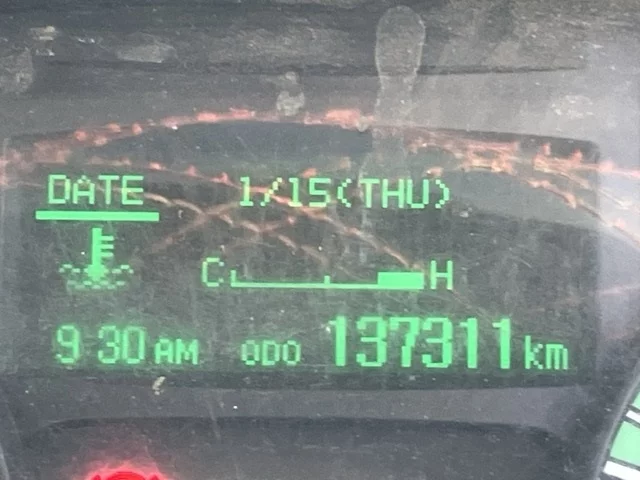 DATE 1/15(THU)
C H
9:30 AM ODO 137311 km